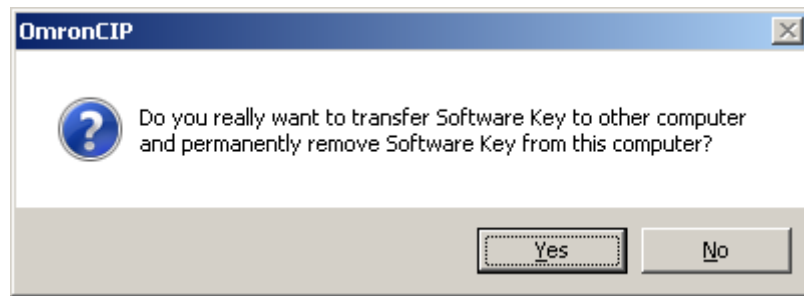 OmronCIP
Do you really want to transfer Software Key to other computer
and permanently remove Software Key from this computer?
Yes
No